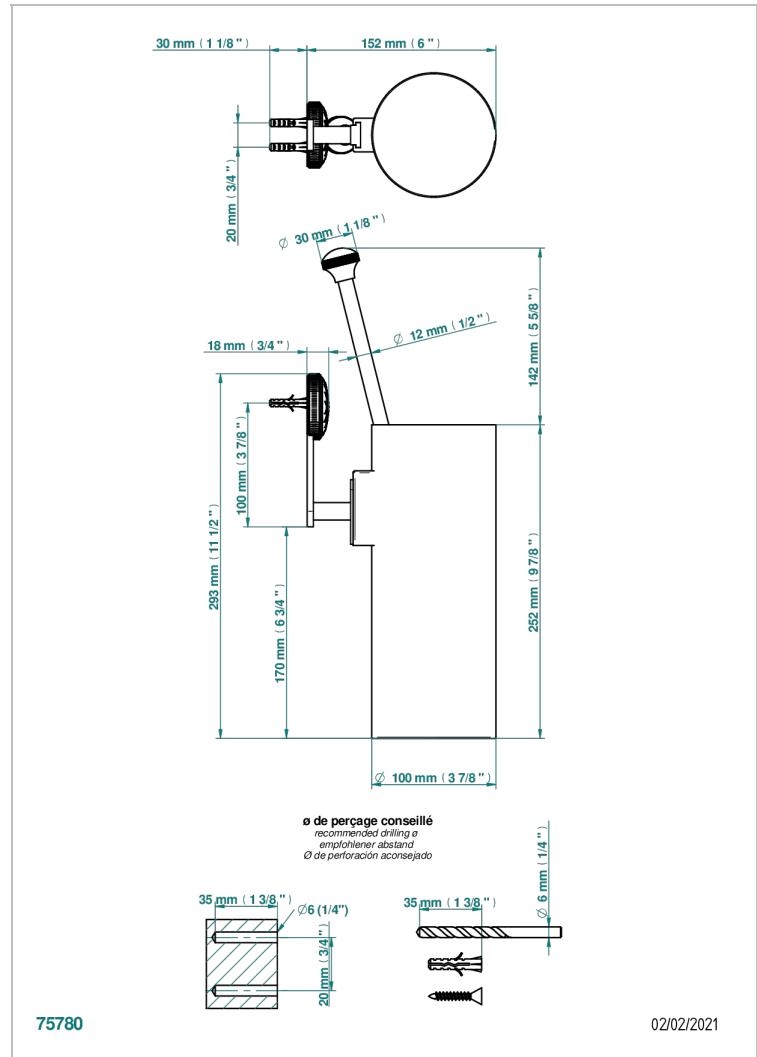 30 mm ( 1 1/8" )
152 mm ( 6 " )
20 mm ( 3/4" )
Ø 30 mm ( 1 1/8 " )
Ø 12 mm ( 1/2 " )
142 mm ( 5 5/8" )
18 mm ( 3/4" )
100 mm ( 3 7/8" )
293 mm ( 11 1/2" )
170 mm ( 6 3/4" )
252 mm ( 9 7/8" )
Ø 100 mm ( 3 7/8" )
ø de perçage conseillé
recommended drilling ø
empfohlener abstand
Ø de perforación aconsejado
35 mm ( 1 3/8" )
Ø6 (1/4")
20 mm ( 3/4" )
35 mm ( 1 3/8" )
Ø 6 mm ( 1/4" )
75780
02/02/2021